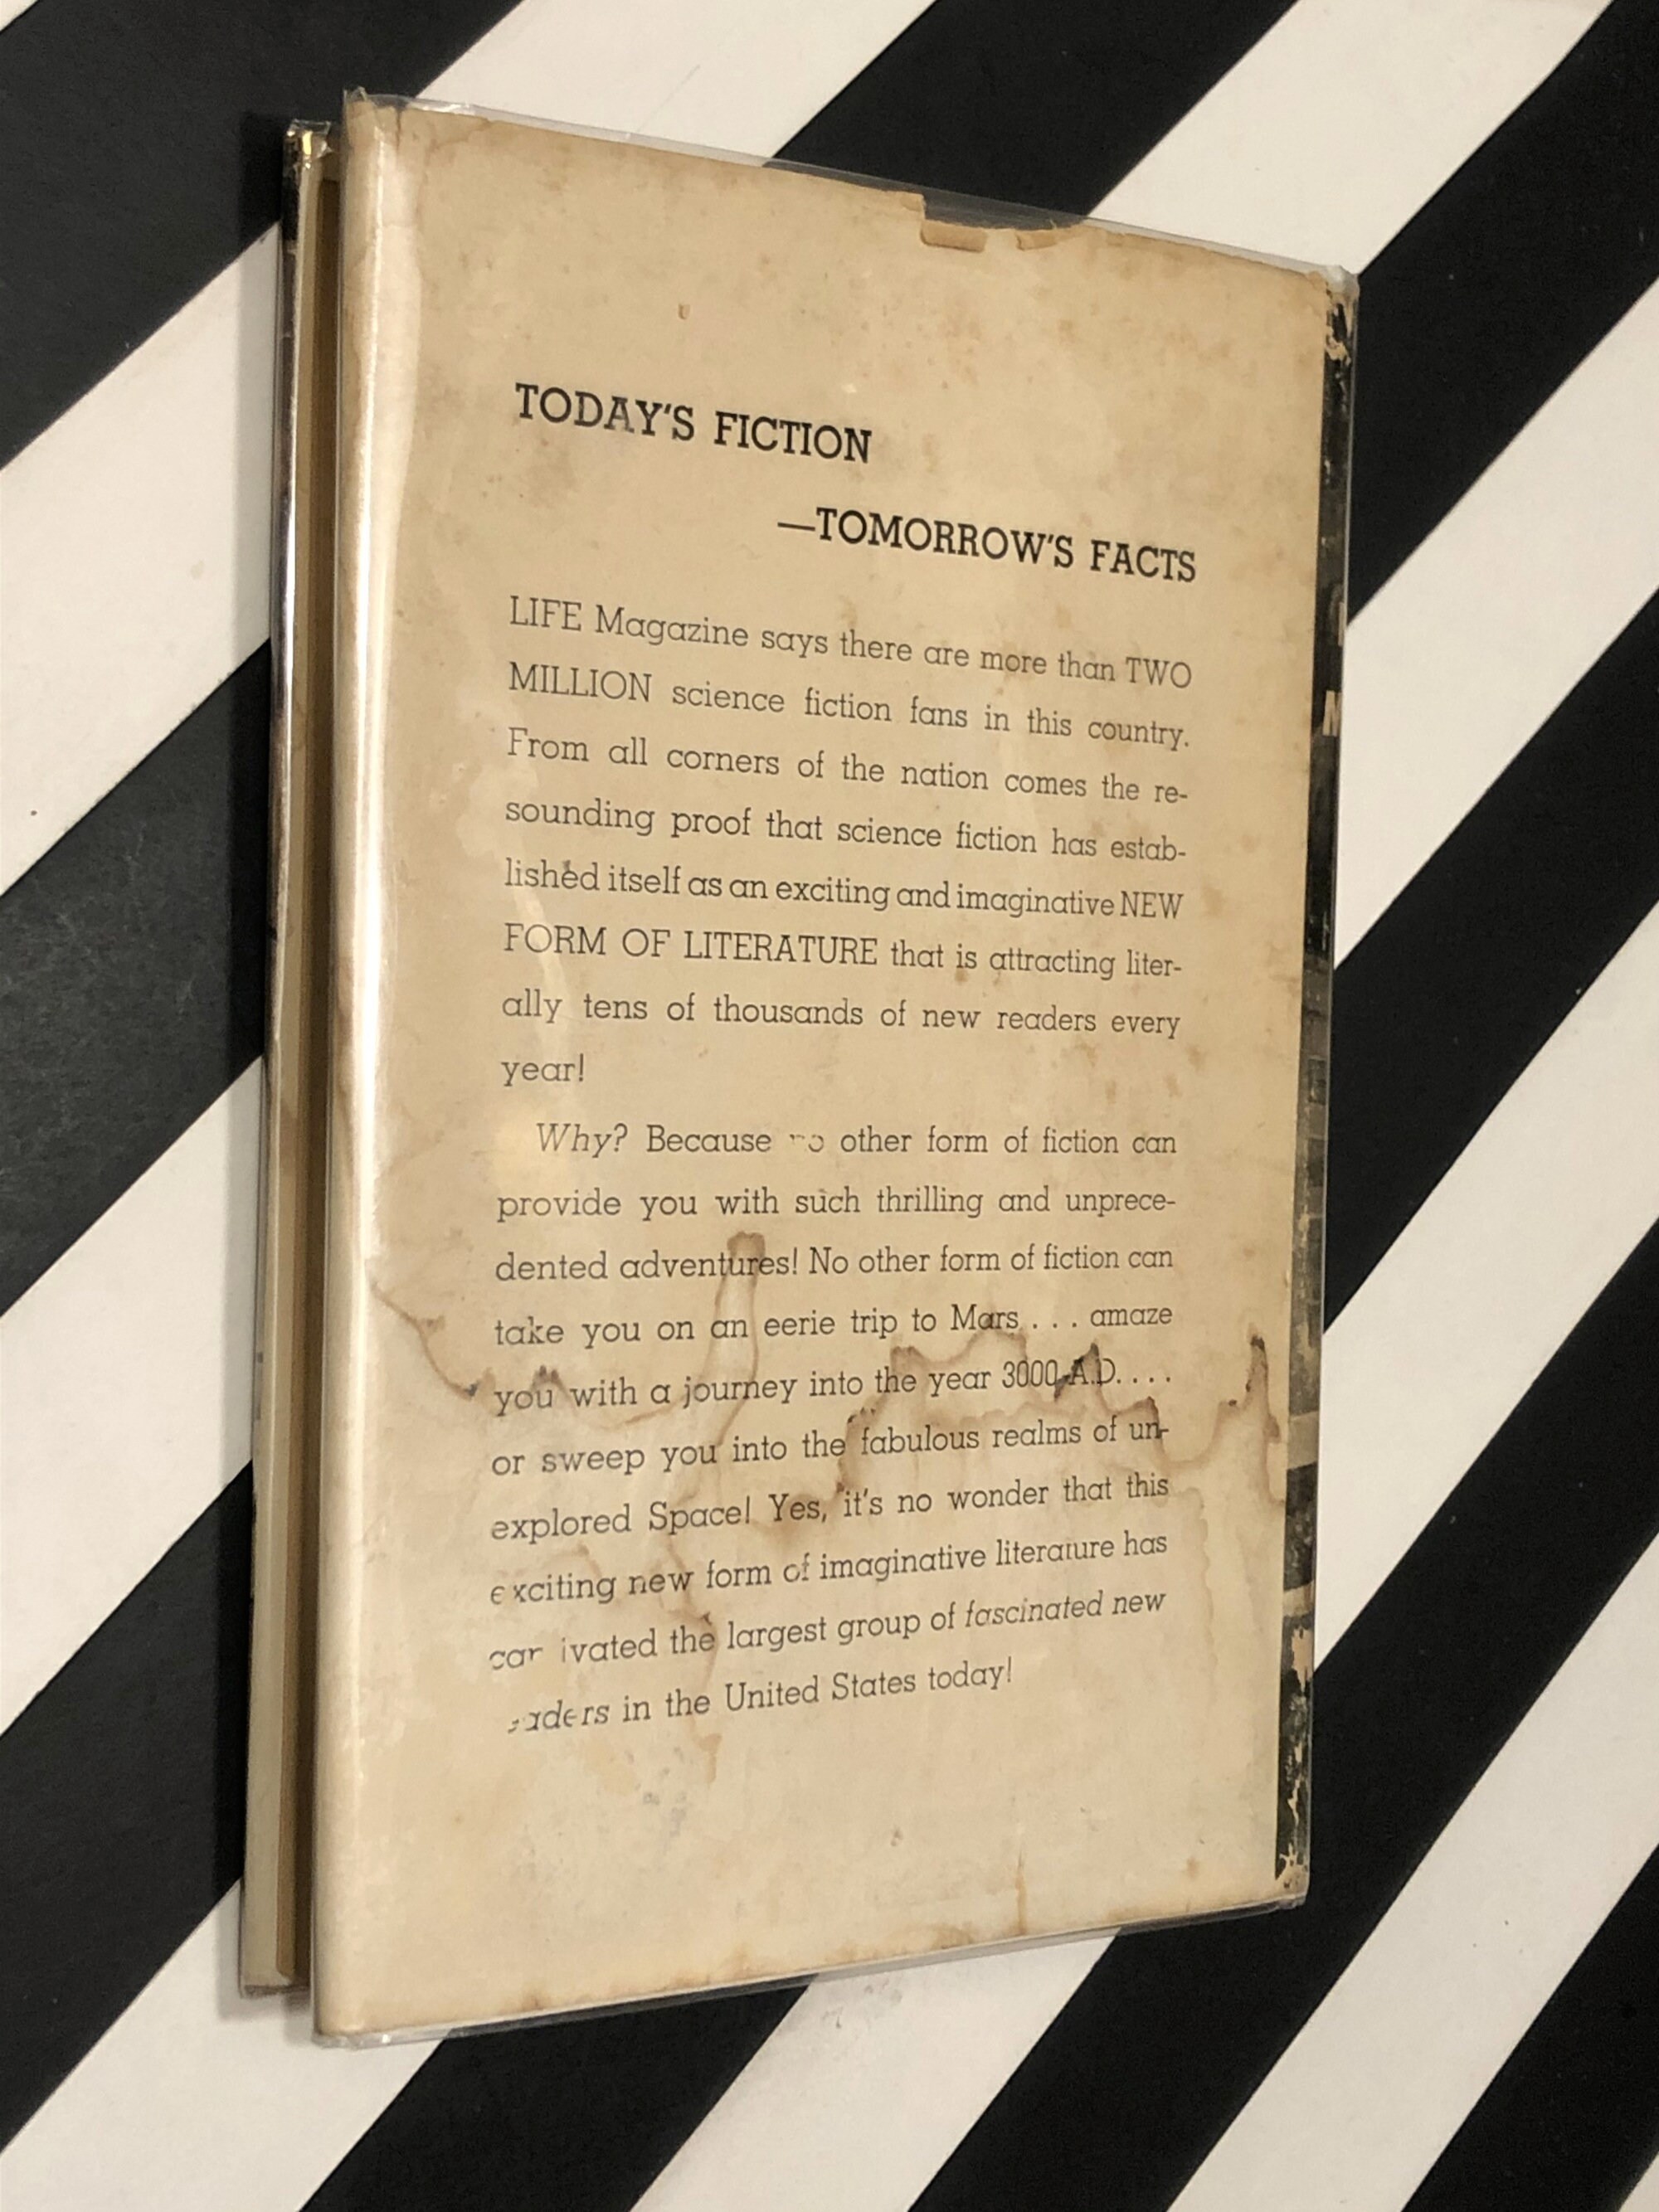 TODAY'S FICTION
—TOMORROW'S FACTS
LIFE Magazine says there are more than TWO
MILLION science fiction fans in this country.
From all corners of the nation comes the re-
sounding proof that science fiction has estab-
lished itself as an exciting and imaginative NEW
FORM OF LITERATURE that is attracting liter-
ally tens of thousands of new readers every
year!
Why? Because no other form of fiction can
provide you with such thrilling and unprece-
dented adventures! No other form of fiction can
take you on an eerie trip to Mars . . . amaze
you with a journey into the year 3000 A.D. . . .
or sweep you into the fabulous realms of un-
explored Space! Yes, it's no wonder that this
exciting new form of imaginative literature has
captivated the largest group of fascinated new
readers in the United States today!